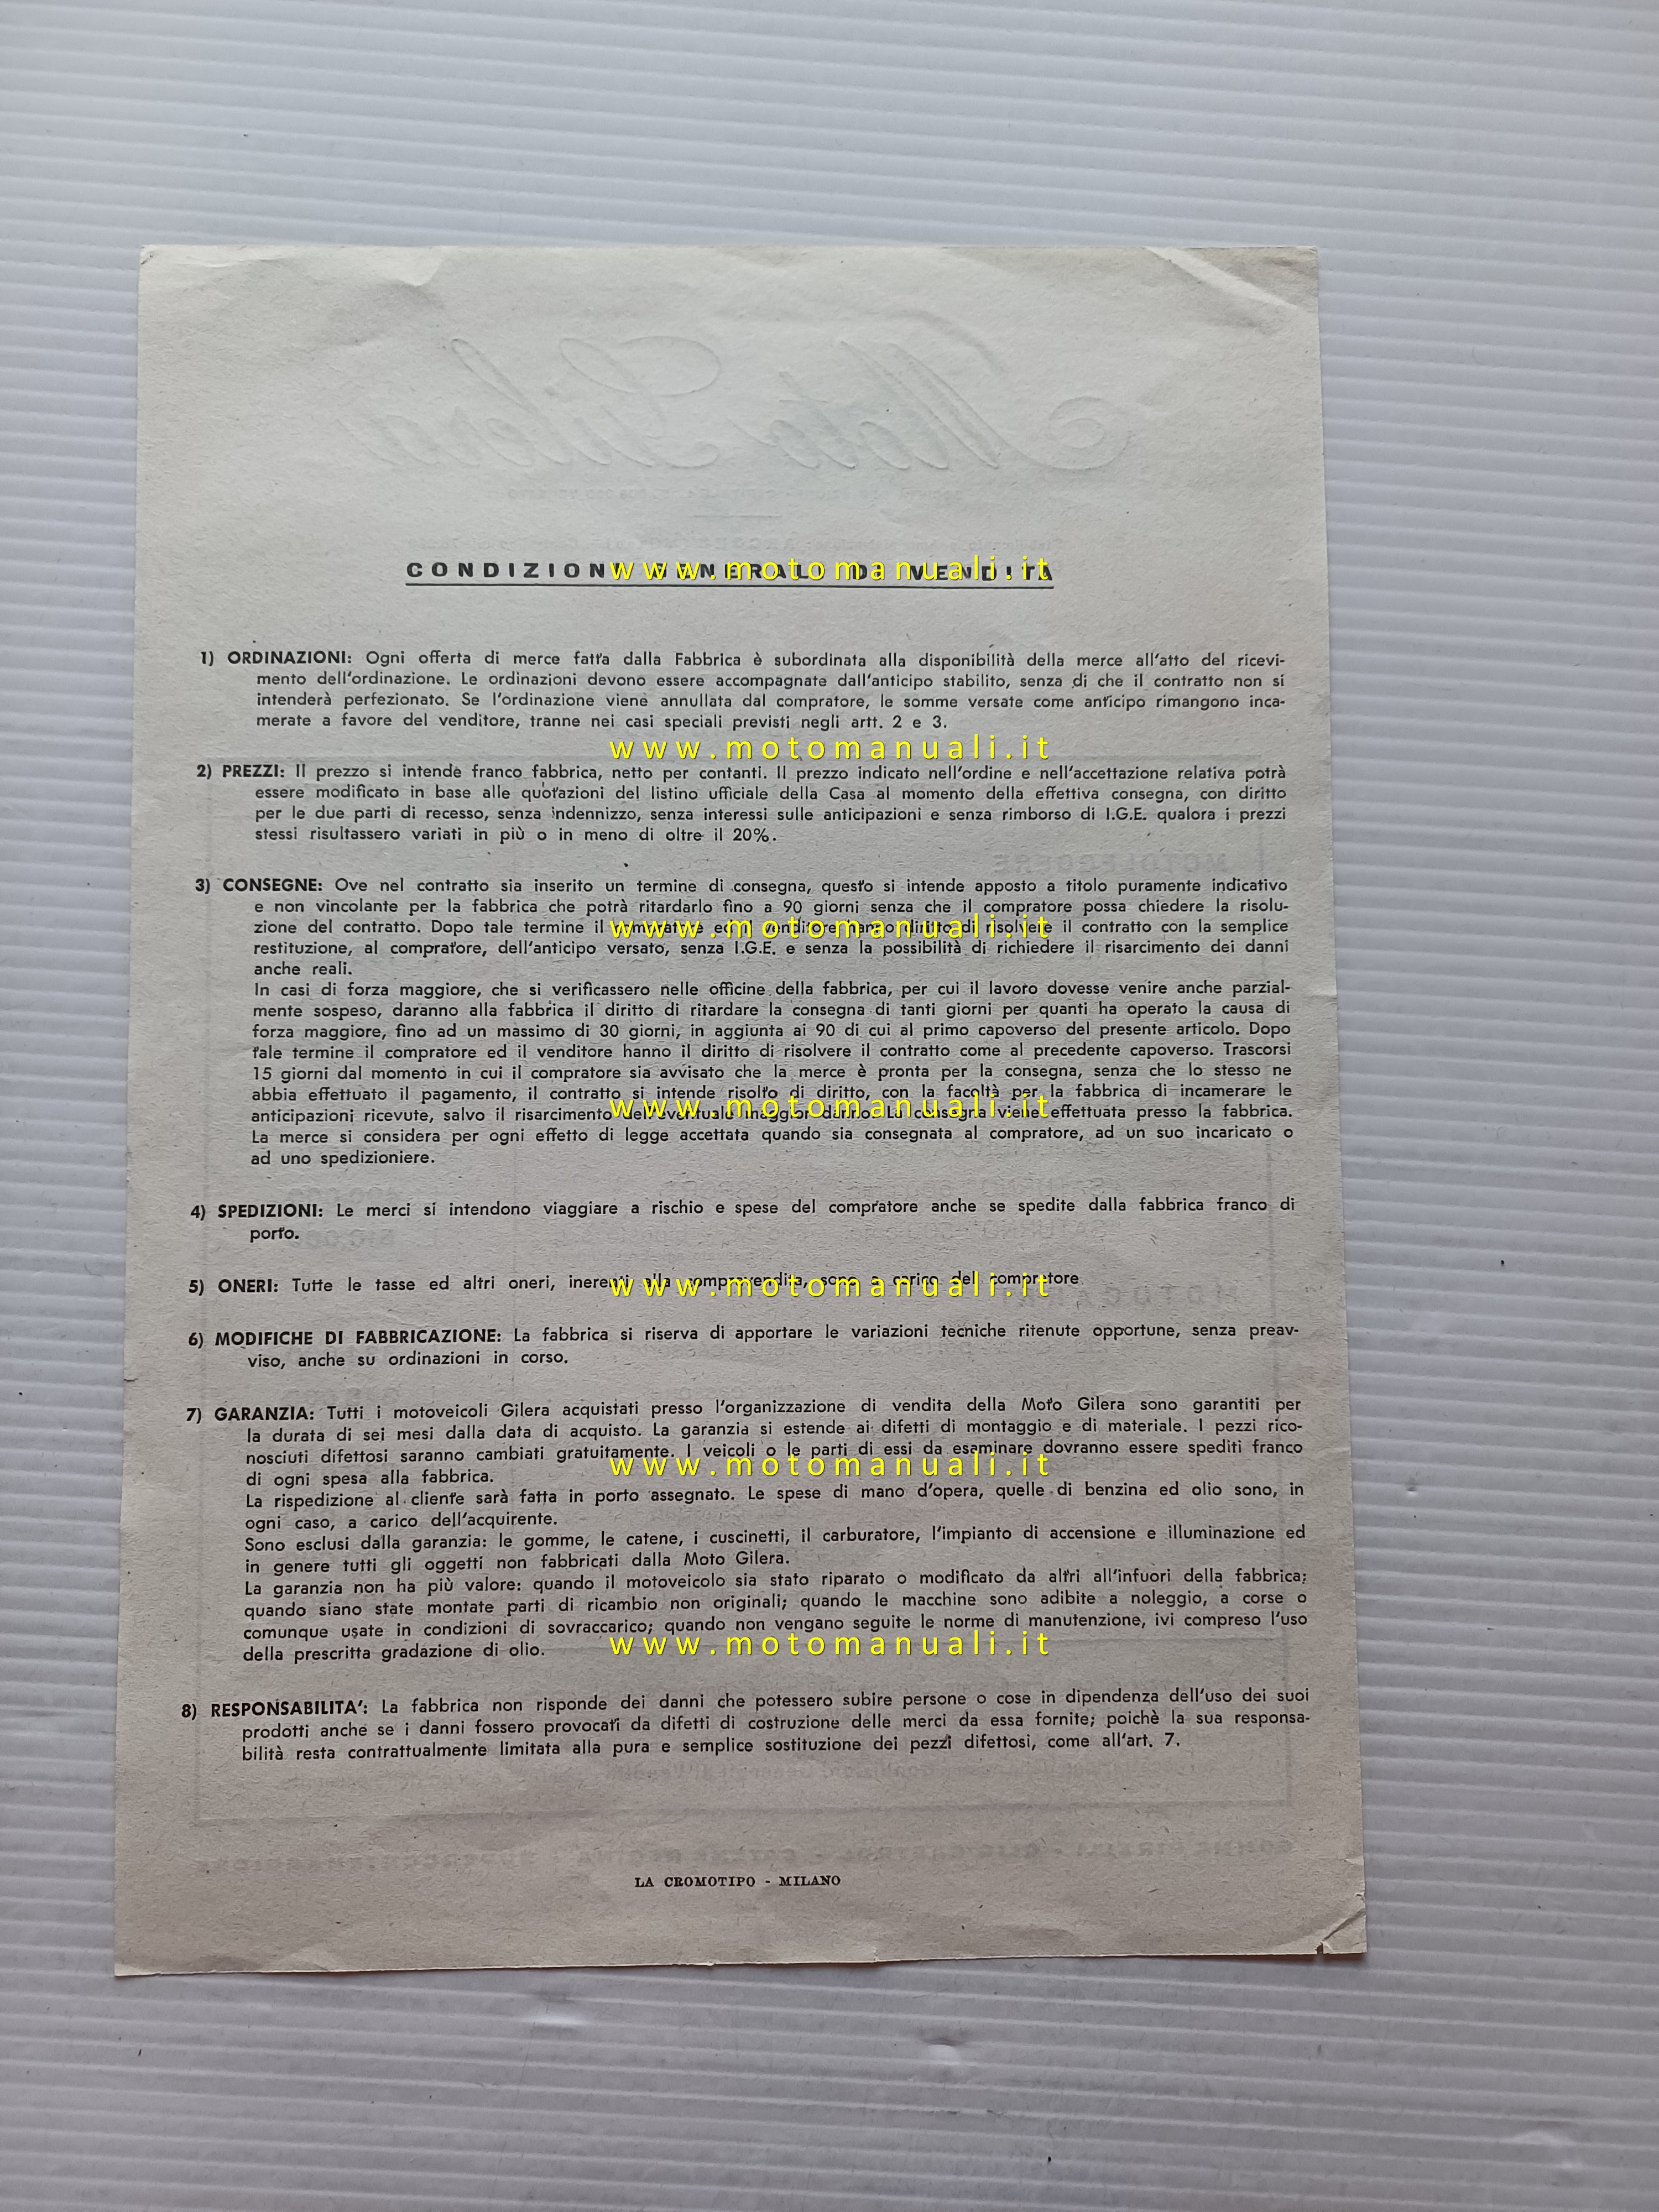 CONDIZIONI GENERALI DI VENDITA
www.motomanuali.it
1) ORDINAZIONI: Ogni offerta di merce fatta dalla Fabbrica è subordinata alla disponibilità della merce all'atto del ricevi-
mento dell'ordinazione. Le ordinazioni devono essere accompagnate dall'anticipo stabilito, senza di che il contratto non si
intenderà perfezionato. Se l'ordinazione viene annullata dal compratore, le somme versate come anticipo rimangono inca-
merate a favore del venditore, tranne nei casi speciali previsti negli artt. 2 e 3.
www.motomanuali.it
2) PREZZI: Il prezzo si intende franco fabbrica, netto per contanti. Il prezzo indicato nell'ordine e nell'accettazione relativa potrà
essere modificato in base alle quotazioni del listino ufficiale della Casa al momento della effettiva consegna, con diritto
per le due parti di recesso, senza indennizzo, senza interessi sulle anticipazioni e senza rimborso di I.G.E. qualora i prezzi
stessi risultassero variati in più o in meno di oltre il 20%.
3) CONSEGNE: Ove nel contratto sia inserito un termine di consegna, questo si intende apposto a titolo puramente indicativo
e non vincolante per la fabbrica che potrà ritardarlo fino a 90 giorni senza che il compratore possa chiedere la risolu-
zione del contratto. Dopo tale termine il compratore ed il venditore hanno diritto di risolvere il contratto con la semplice
www.motomanuali.it
restituzione, al compratore, dell'anticipo versato, senza I.G.E. e senza la possibilità di richiedere il risarcimento dei danni
anche reali.
In casi di forza maggiore, che si verificassero nelle officine della fabbrica, per cui il lavoro dovesse venire anche parzial-
mente sospeso, daranno alla fabbrica il diritto di ritardare la consegna di tanti giorni per quanti ha operato la causa di
forza maggiore, fino ad un massimo di 30 giorni, in aggiunta ai 90 di cui al primo capoverso del presente articolo. Dopo
tale termine il compratore ed il venditore hanno il diritto di risolvere il contratto come al precedente capoverso. Trascorsi
15 giorni dal momento in cui il compratore sia avvisato che la merce è pronta per la consegna, senza che lo stesso ne
abbia effettuato il pagamento, il contratto si intende risolto di diritto, con la facoltà per la fabbrica di incamerare le
anticipazioni ricevute, salvo il risarcimento dell'eventuale maggior danno. La consegna viene effettuata presso la fabbrica.
www.motomanuali.it
La merce si considera per ogni effetto di legge accettata quando sia consegnata al compratore, ad un suo incaricato o
ad uno spedizioniere.
4) SPEDIZIONI: Le merci si intendono viaggiare a rischio e spese del compratore anche se spedite dalla fabbrica franco di
porto.
5) ONERI: Tutte le tasse ed altri oneri, inerenti alla compravendita, sono a carico del compratore
www.motomanuali.it
6) MODIFICHE DI FABBRICAZIONE: La fabbrica si riserva di apportare le variazioni tecniche ritenute opportune, senza preav-
viso, anche su ordinazioni in corso.
7) GARANZIA: Tutti i motoveicoli Gilera acquistati presso l'organizzazione di vendita della Moto Gilera sono garantiti per
la durata di sei mesi dalla data di acquisto. La garanzia si estende ai difetti di montaggio e di materiale. I pezzi rico-
nosciuti difettosi saranno cambiati gratuitamente. I veicoli o le parti di essi da esaminare dovranno essere spediti franco
www.motomanuali.it
di ogni spesa alla fabbrica.
La rispedizione al cliente sarà fatta in porto assegnato. Le spese di mano d'opera, quelle di benzina ed olio sono, in
ogni caso, a carico dell'acquirente.
Sono esclusi dalla garanzia: le gomme, le catene, i cuscinetti, il carburatore, l'impianto di accensione e illuminazione ed
in genere tutti gli oggetti non fabbricati dalla Moto Gilera.
La garanzia non ha più valore: quando il motoveicolo sia stato riparato o modificato da altri all'infuori della fabbrica;
quando siano state montate parti di ricambio non originali; quando le macchine sono adibite a noleggio, a corse o
comunque usate in condizioni di sovraccarico; quando non vengano seguite le norme di manutenzione, ivi compreso l'uso
della prescritta gradazione di olio.
www.motomanuali.it
8) RESPONSABILITA': La fabbrica non risponde dei danni che potessero subire persone o cose in dipendenza dell'uso dei suoi
prodotti anche se i danni fossero provocati da difetti di costruzione delle merci da essa fornite; poichè la sua responsa-
bilità resta contrattualmente limitata alla pura e semplice sostituzione dei pezzi difettosi, come all'art. 7.
LA CROMOTIPO - MILANO